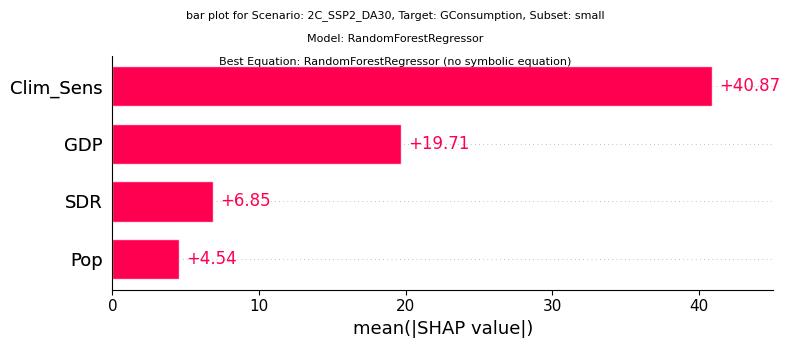 bar plot for Scenario: 2C_SSP2_DA30, Target: GConsumption, Subset: small
Model: RandomForestRegressor
Best Equation: RandomForestRegressor (no symbolic equation)
Clim_Sens +40.87
GDP +19.71
SDR +6.85
Pop +4.54
0 10 20 30 40
mean(|SHAP value|)